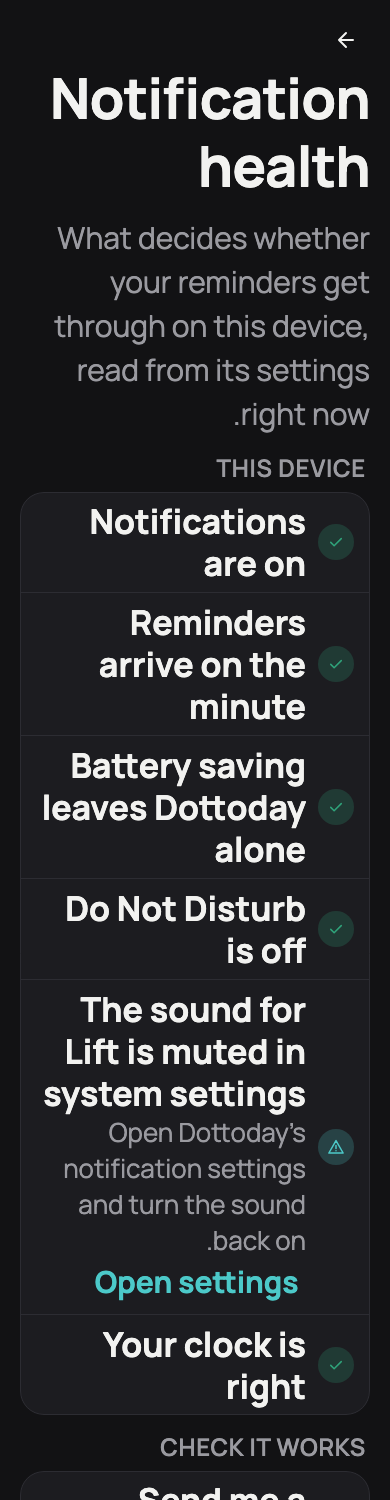 Notification
health
What decides whether
your reminders get
through on this device,
read from its settings
.right now
THIS DEVICE
Notifications
are on
Reminders
arrive on the
minute
Battery saving
leaves Dottoday
alone
Do Not Disturb
is off
The sound for
Lift is muted in
system settings
Open Dottoday's
notification settings
and turn the sound
.back on
Open settings
Your clock is
right
CHECK IT WORKS
Send me a